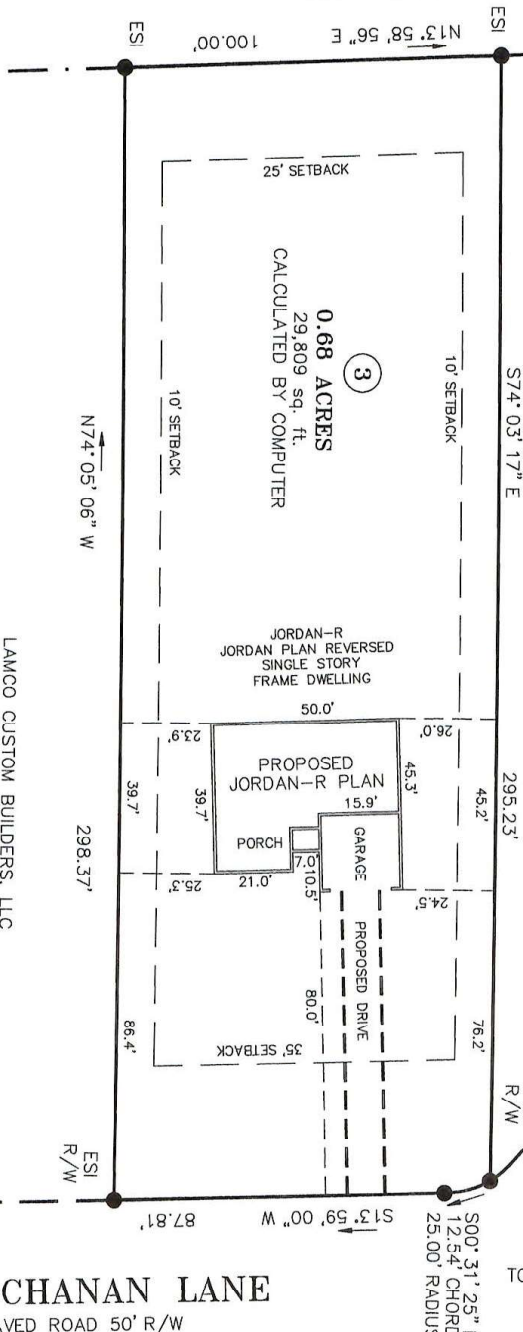 ESI
N13° 58' 56" E
100.00'
ESI
S74° 03' 17" E
295.23'
R/W
25' SETBACK
10' SETBACK
3
0.68 ACRES
29,809 sq. ft.
CALCULATED BY COMPUTER
10' SETBACK
N74° 05' 06" W
298.37'
JORDAN-R
JORDAN PLAN REVERSED
SINGLE STORY
FRAME DWELLING
50.0'
26.0'
45.2'
45.3'
23.9'
39.7'
39.7'
PROPOSED
JORDAN-R PLAN
15.9'
GARAGE
PORCH
7.0'
10.5'
21.0'
25.3'
24.5'
PROPOSED DRIVE
80.0'
76.2'
35' SETBACK
86.4'
ESI
R/W
87.81'
S13° 59' 00" W
S00° 31' 25"
12.54' CHORD
25.00' RADIUS
TO
LAMCO CUSTOM BUILDERS, LLC
CHANAN LANE
AVED ROAD 50' R/W